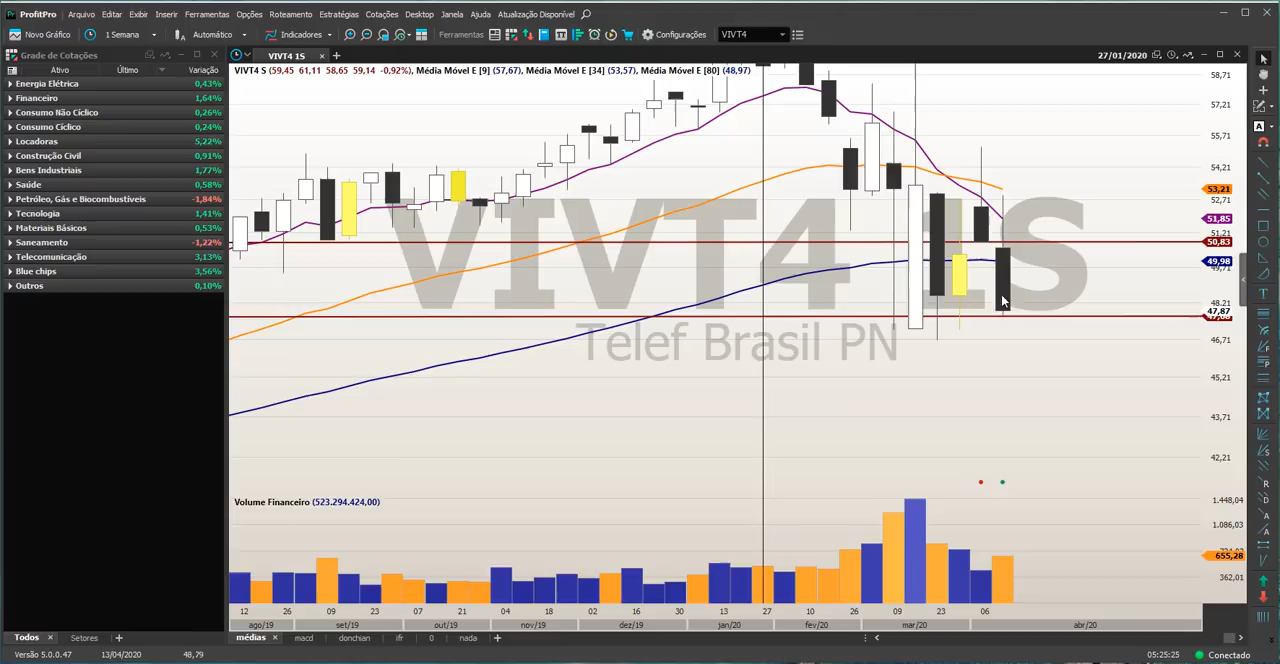 ProfitPro Arquivo Editar Exibir Inserir Ferramentas Opções Roteamento Estratégias Cotações Desktop Janela Ajuda Atualização Disponível
Novo Gráfico 1 Semana Automático Indicadores Ferramentas Configurações VIVT4
Grade de Cotações
VIVT4 1S
27/01/2020
Ativo Último Variação
Energia Elétrica 0,43%
Financeiro 1,64%
Consumo Não Cíclico 0,26%
Consumo Cíclico 0,24%
Locadoras 5,22%
Construção Civil 0,91%
Bens Industriais 1,77%
Saúde 0,58%
Petróleo, Gás e Biocombustíveis -1,84%
Tecnologia 1,41%
Materiais Básicos 0,53%
Saneamento -1,22%
Telecomunicação 3,13%
Blue chips 3,56%
Outros 0,10%
VIVT4 S (59,45 61,11 58,65 59,14 -0,92%), Média Móvel E [9] (57,67), Média Móvel E [34] (53,57), Média Móvel E [80] (48,97)
VIVT4 1S
Telef Brasil PN
58,71
57,21
55,71
54,21
53,21
52,71
51,85
51,21
50,83
49,98
49,71
48,21
47,87
46,71
45,21
43,71
42,21
Volume Financeiro (523.294.424,00)
1.448,04
1.086,03
655,28
362,01
12 26 09 23 07 21 04 18 02 16 30 13 27 10 26 09 23 06
ago/19 set/19 out/19 nov/19 dez/19 jan/20 fev/20 mar/20 abr/20
Todos Setores
médias macd donchian ifr 0 nada
Versão 5.0.0.47 13/04/2020 48,79 05:25:25 Conectado